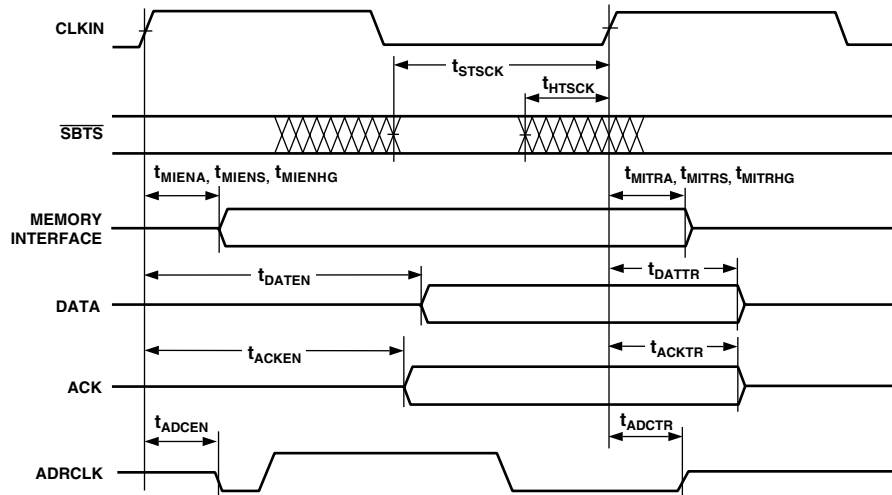 CLKIN
tSTSCK
tHTSCK
SBTS
tMIENA, tMIENS, tMIENHG
tMITRA, tMITRS, tMITRHG
MEMORY
INTERFACE
tDATEN
tDATTR
DATA
tACKEN
tACKTR
ACK
tADCEN
tADCTR
ADRCLK